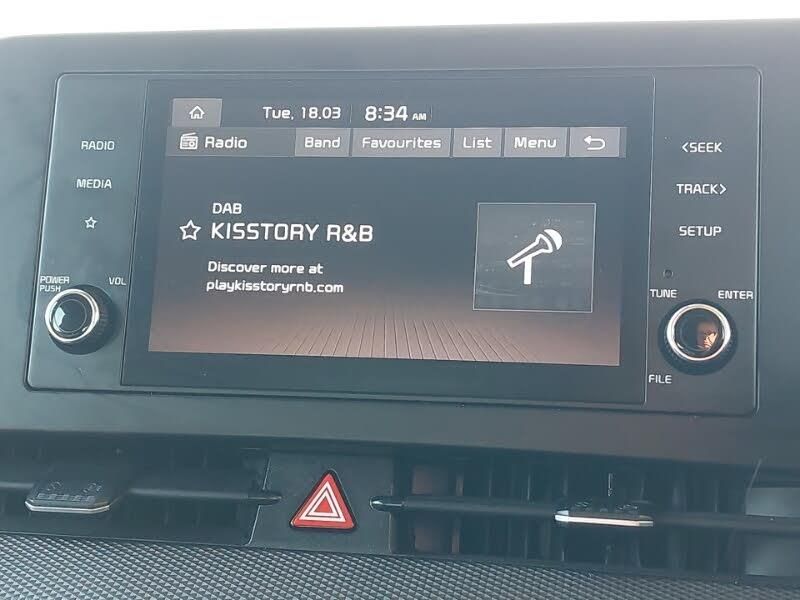 Tue, 18.03 8:34 AM
RADIO
MEDIA
POWER
PUSH
VOL
Radio Band Favourites List Menu
DAB
KISSTORY R&B
Discover more at
playkisstoryrnb.com
<SEEK
TRACK>
SETUP
TUNE ENTER
FILE